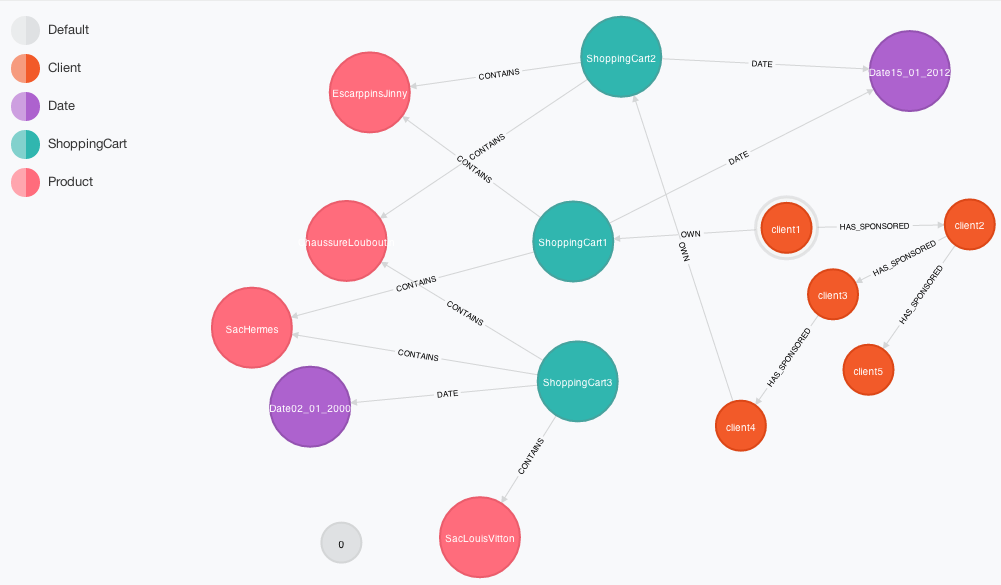 Default
Client
Date
ShoppingCart
Product
ShoppingCart2
Date15_01_2012
EscarppinsJinny
CONTAINS
DATE
CONTAINS
CONTAINS
DATE
haussureLoubout
ShoppingCart1
OWN
client1
HAS_SPONSORED
client2
OWN
HAS_SPONSORED
CONTAINS
client3
HAS_SPONSORED
SacHermes
CONTAINS
CONTAINS
HAS_SPONSORED
client5
ShoppingCart3
DATE
Date02_01_2000
client4
CONTAINS
SacLouisVitton
0